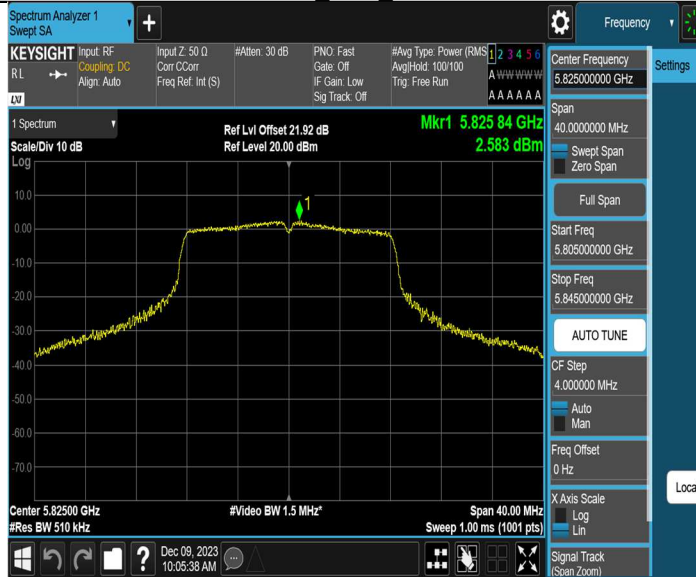 Spectrum Analyzer 1
Swept SA
Frequency
KEYSIGHT
RL
LXI
Input: RF
Coupling: DC
Align: Auto
Input Z: 50 Ω
Corr CCorr
Freq Ref: Int (S)
#Atten: 30 dB
PNO: Fast
Gate: Off
IF Gain: Low
Sig Track: Off
#Avg Type: Power (RMS
Avg|Hold: 100/100
Trig: Free Run
1 2 3 4 5 6
A W W W W W
A A A A A A
1 Spectrum
Scale/Div 10 dB
Log
Ref Lvl Offset 21.92 dB
Ref Level 20.00 dBm
Mkr1 5.825 84 GHz
2.583 dBm
1
10.0
0.00
-10.0
-20.0
-30.0
-40.0
-50.0
-60.0
-70.0
Center 5.82500 GHz
#Res BW 510 kHz
#Video BW 1.5 MHz*
Span 40.00 MHz
Sweep 1.00 ms (1001 pts)
Center Frequency
5.825000000 GHz
Settings
Span
40.0000000 MHz
Swept Span
Zero Span
Full Span
Start Freq
5.805000000 GHz
Stop Freq
5.845000000 GHz
AUTO TUNE
CF Step
4.000000 MHz
Auto
Man
Freq Offset
0 Hz
X Axis Scale
Log
Lin
Loca
Signal Track
(Span Zoom)
?
Dec 09, 2023
10:05:38 AM